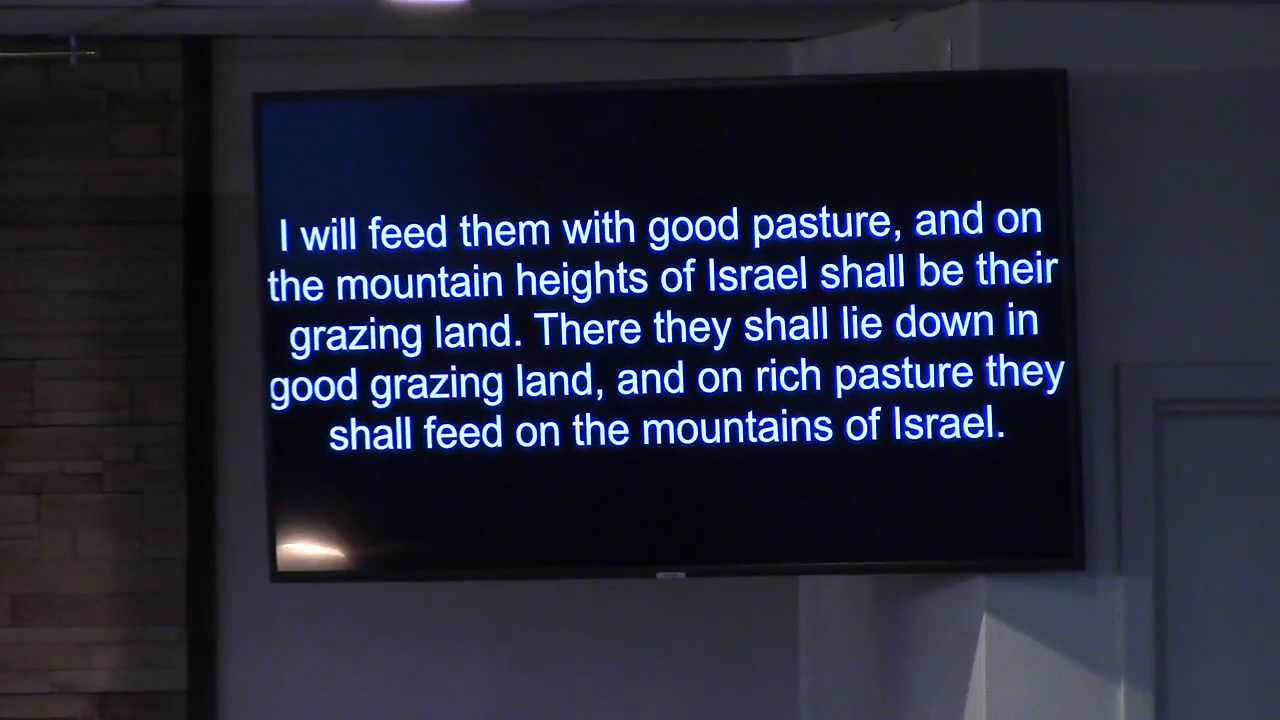 I will feed them with good pasture, and on
the mountain heights of Israel shall be their
grazing land. There they shall lie down in
good grazing land, and on rich pasture they
shall feed on the mountains of Israel.